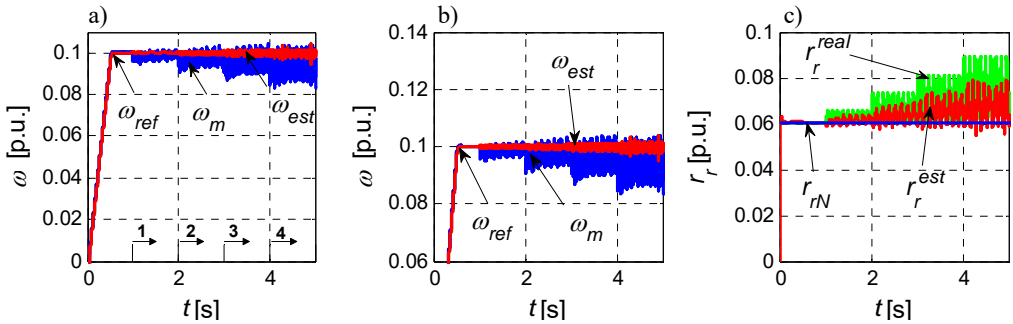 a)
0.1
0.08
0.06
0.04
0.02
0
ω [p.u.]
ω_ref
ω_m
ω_est
1
2
3
4
0
2
4
t [s]
b)
0.14
0.12
0.1
0.08
0.06
ω [p.u.]
ω_est
ω_ref
ω_m
0
2
4
t [s]
c)
0.1
0.08
0.06
0.04
0.02
0
r_r [p.u.]
r_r^real
r_rN
r_r^est
0
2
4
t [s]